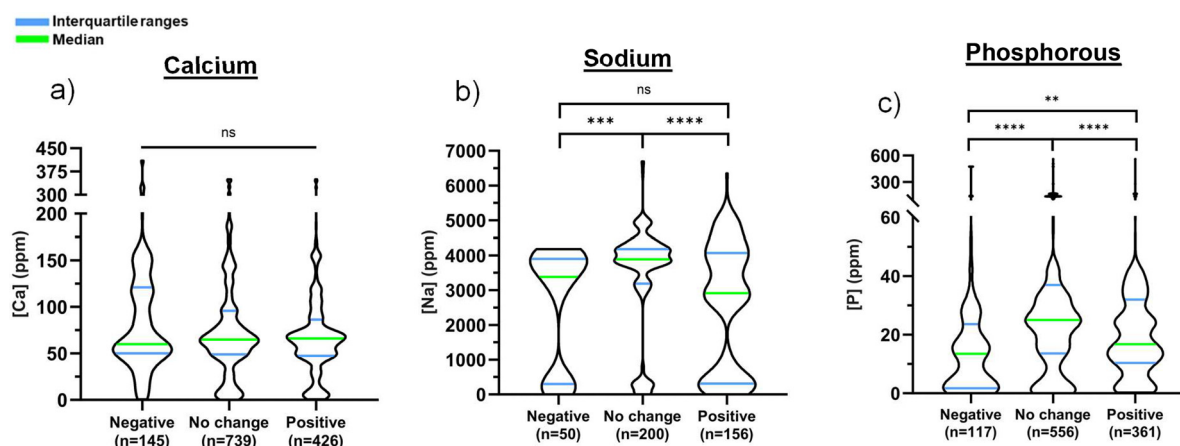 Interquartile ranges
Median
Calcium
Sodium
Phosphorous
a)
b)
c)
ns
[Ca] (ppm)
450
375
300
200
150
100
50
0
Negative
(n=145)
No change
(n=739)
Positive
(n=426)
ns
***
****
[Na] (ppm)
7000
6000
5000
4000
3000
2000
1000
0
Negative
(n=50)
No change
(n=200)
Positive
(n=156)
**
****
****
[P] (ppm)
600
300
60
40
20
0
Negative
(n=117)
No change
(n=556)
Positive
(n=361)